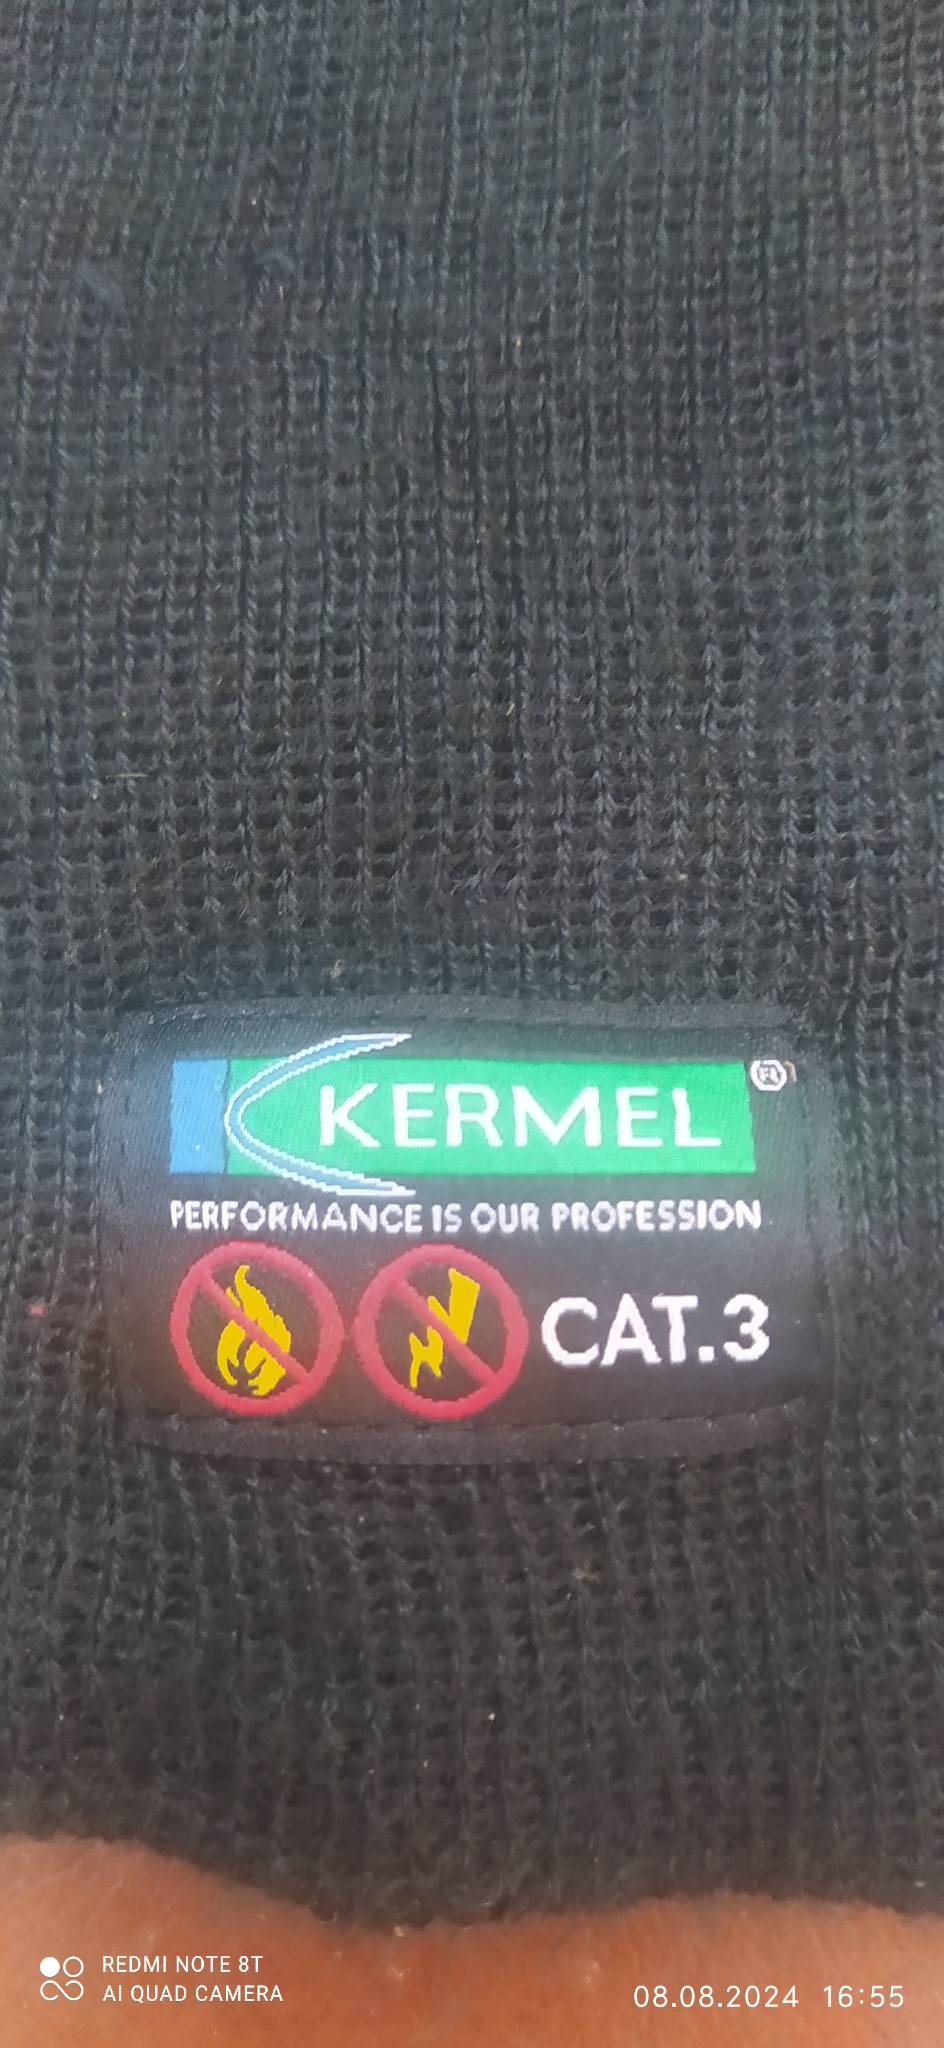 KERMEL ®
PERFORMANCE IS OUR PROFESSION
CAT.3
REDMI NOTE 8T
AI QUAD CAMERA
08.08.2024 16:55